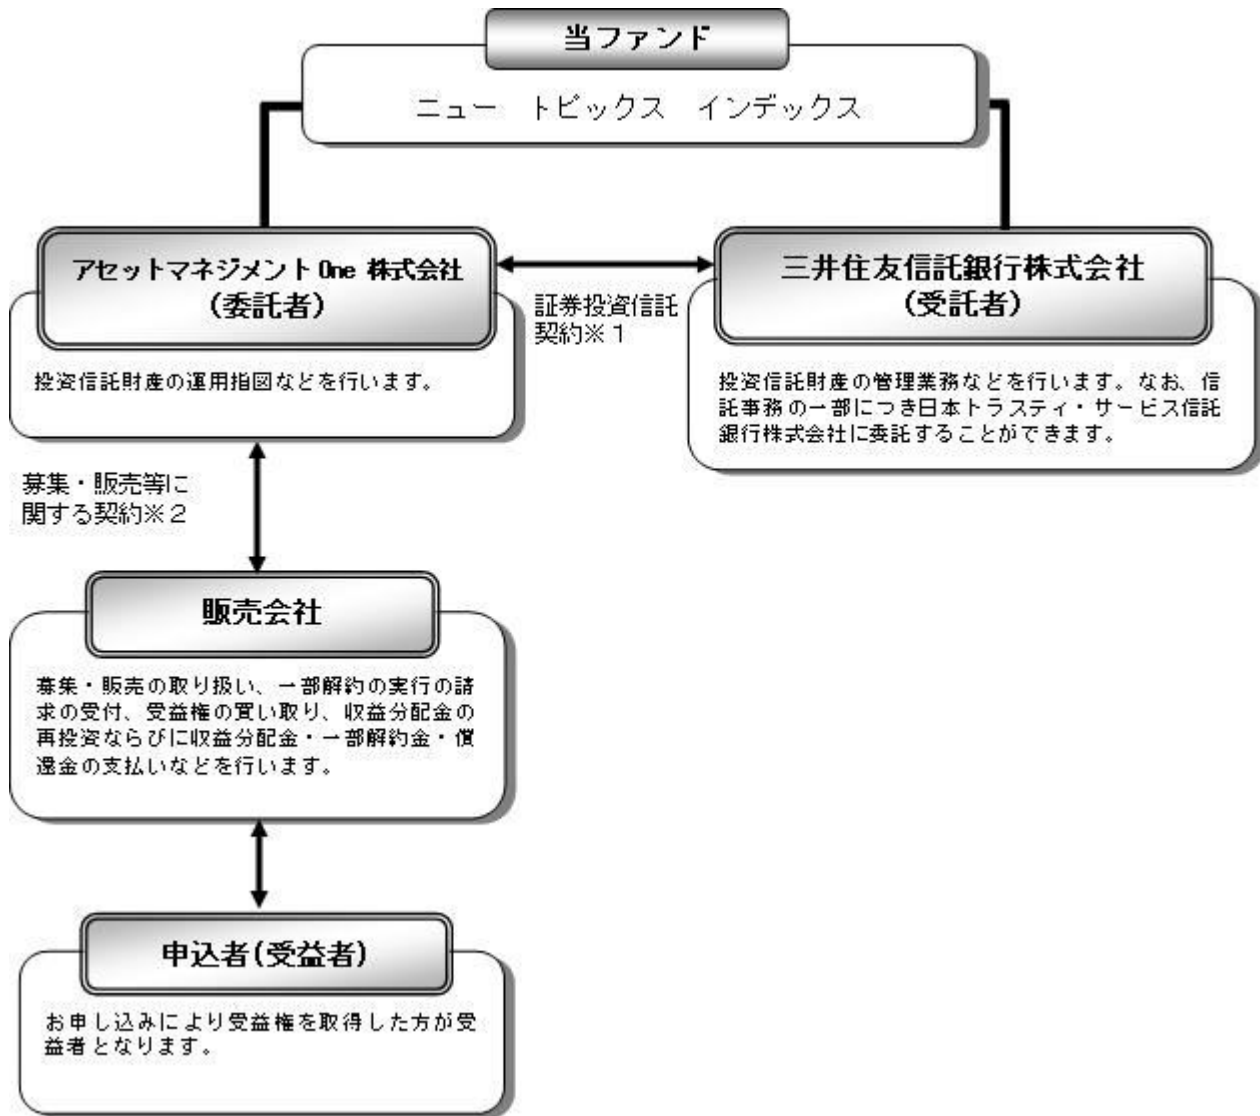 当ファンド
ニュー　トピックス　インデックス
アセットマネジメントOne 株式会社
(委託者)
投資信託財産の運用指図などを行います。
証券投資信託
契約※１
三井住友信託銀行株式会社
(受託者)
投資信託財産の管理業務などを行います。なお、信
託事務の一部につき日本トラスティ・サービス信託
銀行株式会社に委託することができます。
募集・販売等に
関する契約※２
販売会社
募集・販売の取り扱い、一部解約の実行の請
求の受付、受益権の買い取り、収益分配金の
再投資ならびに収益分配金・一部解約金・償
還金の支払いなどを行います。
申込者(受益者)
お申し込みにより受益権を取得した方が受
益者となります。